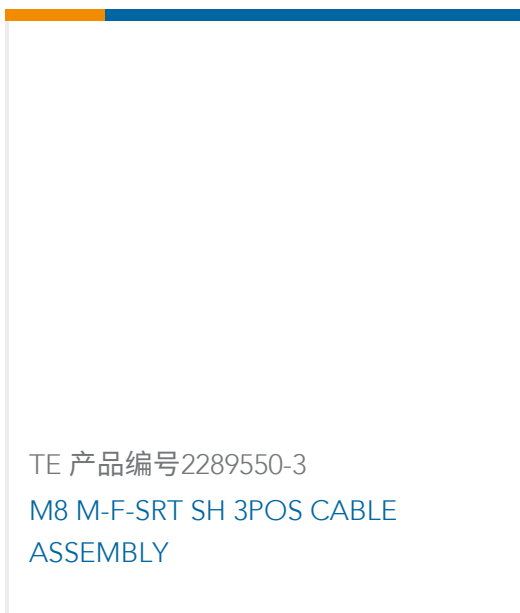 TE 产品编号2289550-3
M8 M-F-SRT SH 3POS CABLE
ASSEMBLY